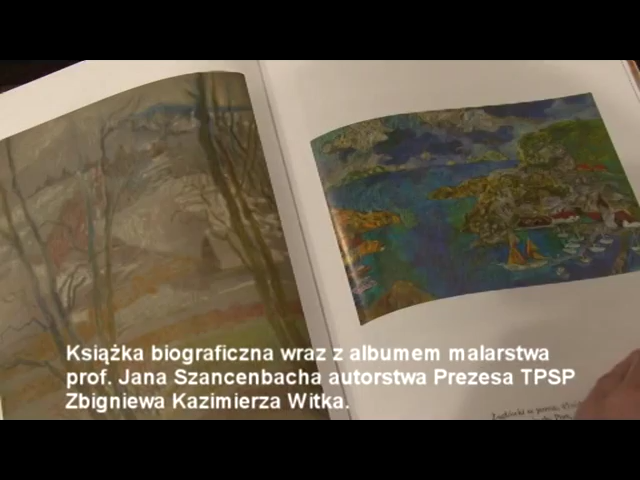 Książka biograficzna wraz z albumem malarstwa
prof. Jana Szancenbacha autorstwa Prezesa TPSP
Zbigniewa Kazimierza Witka.